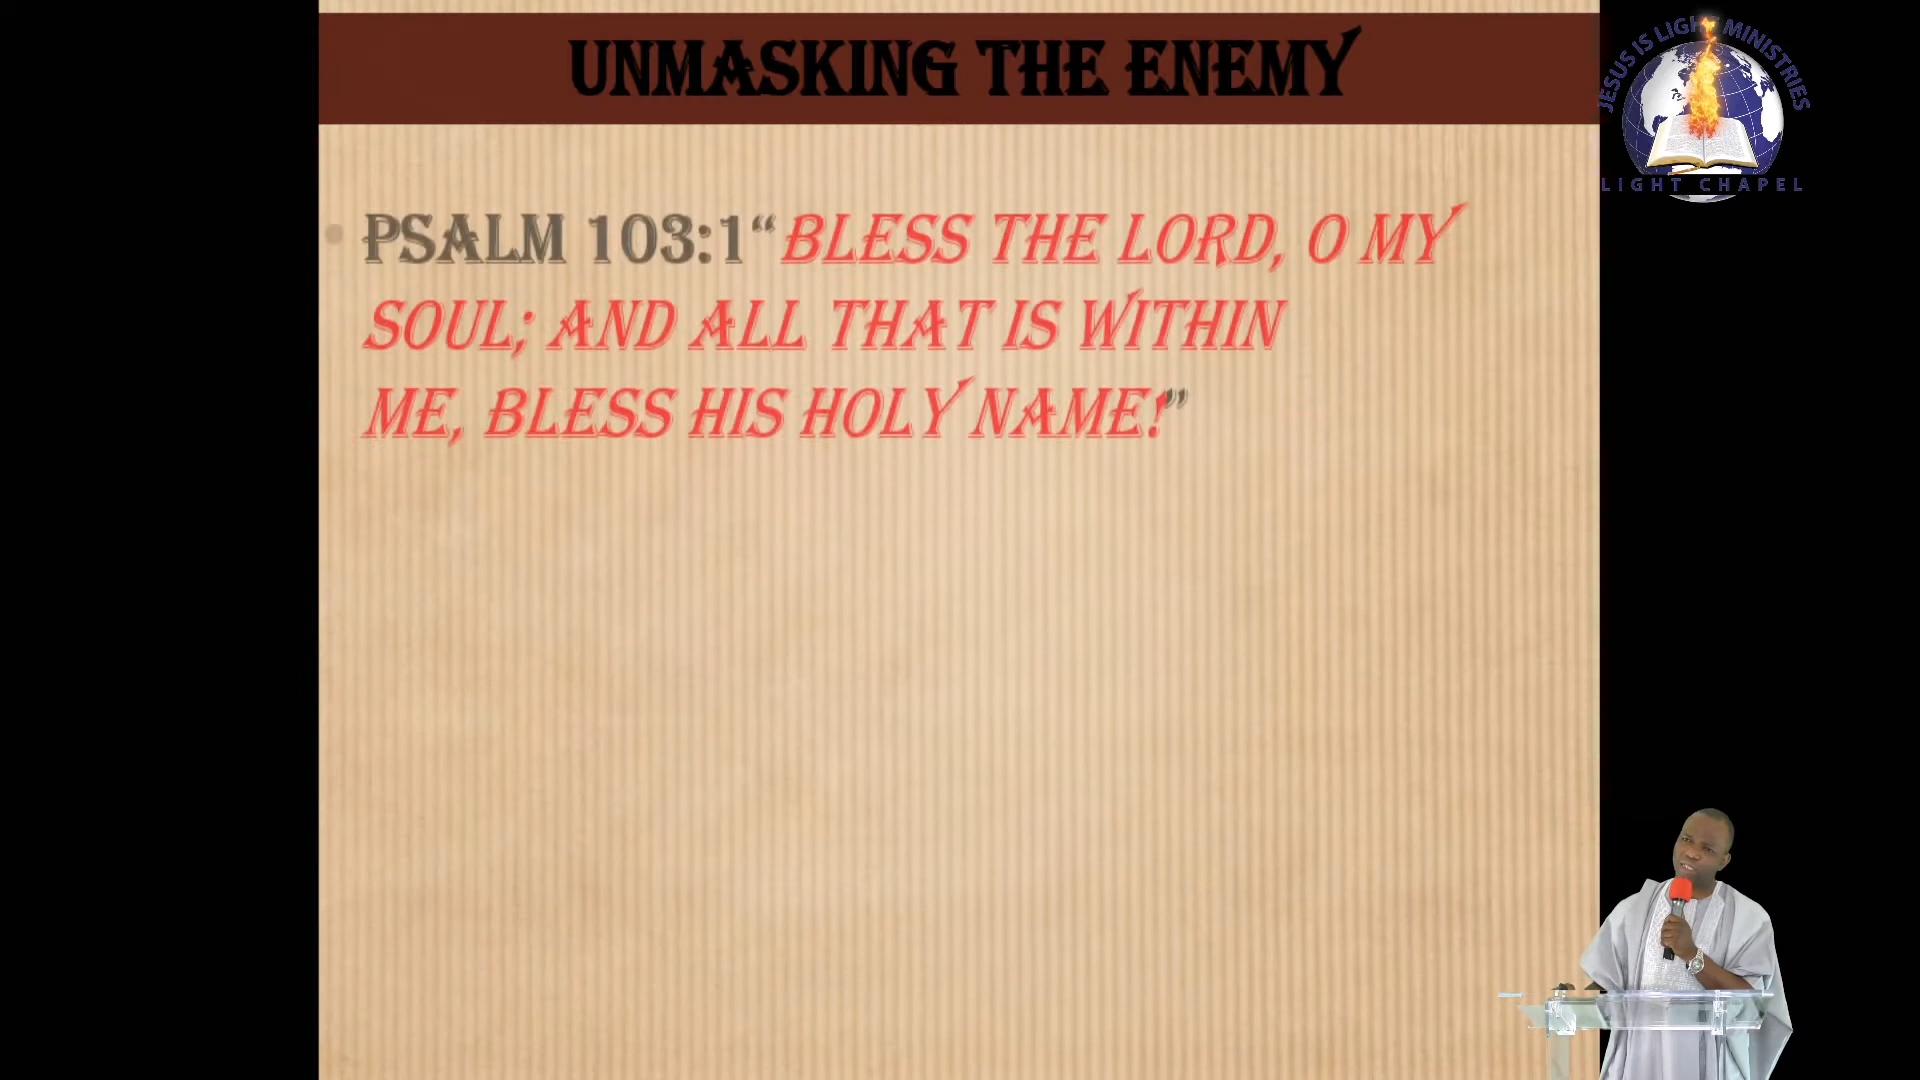 UNMASKING THE ENEMY
JESUS IS LIGHT MINISTRIES
LIGHT CHAPEL
• PSALM 103:1“BLESS THE LORD, O MY
SOUL; AND ALL THAT IS WITHIN
ME, BLESS HIS HOLY NAME!”